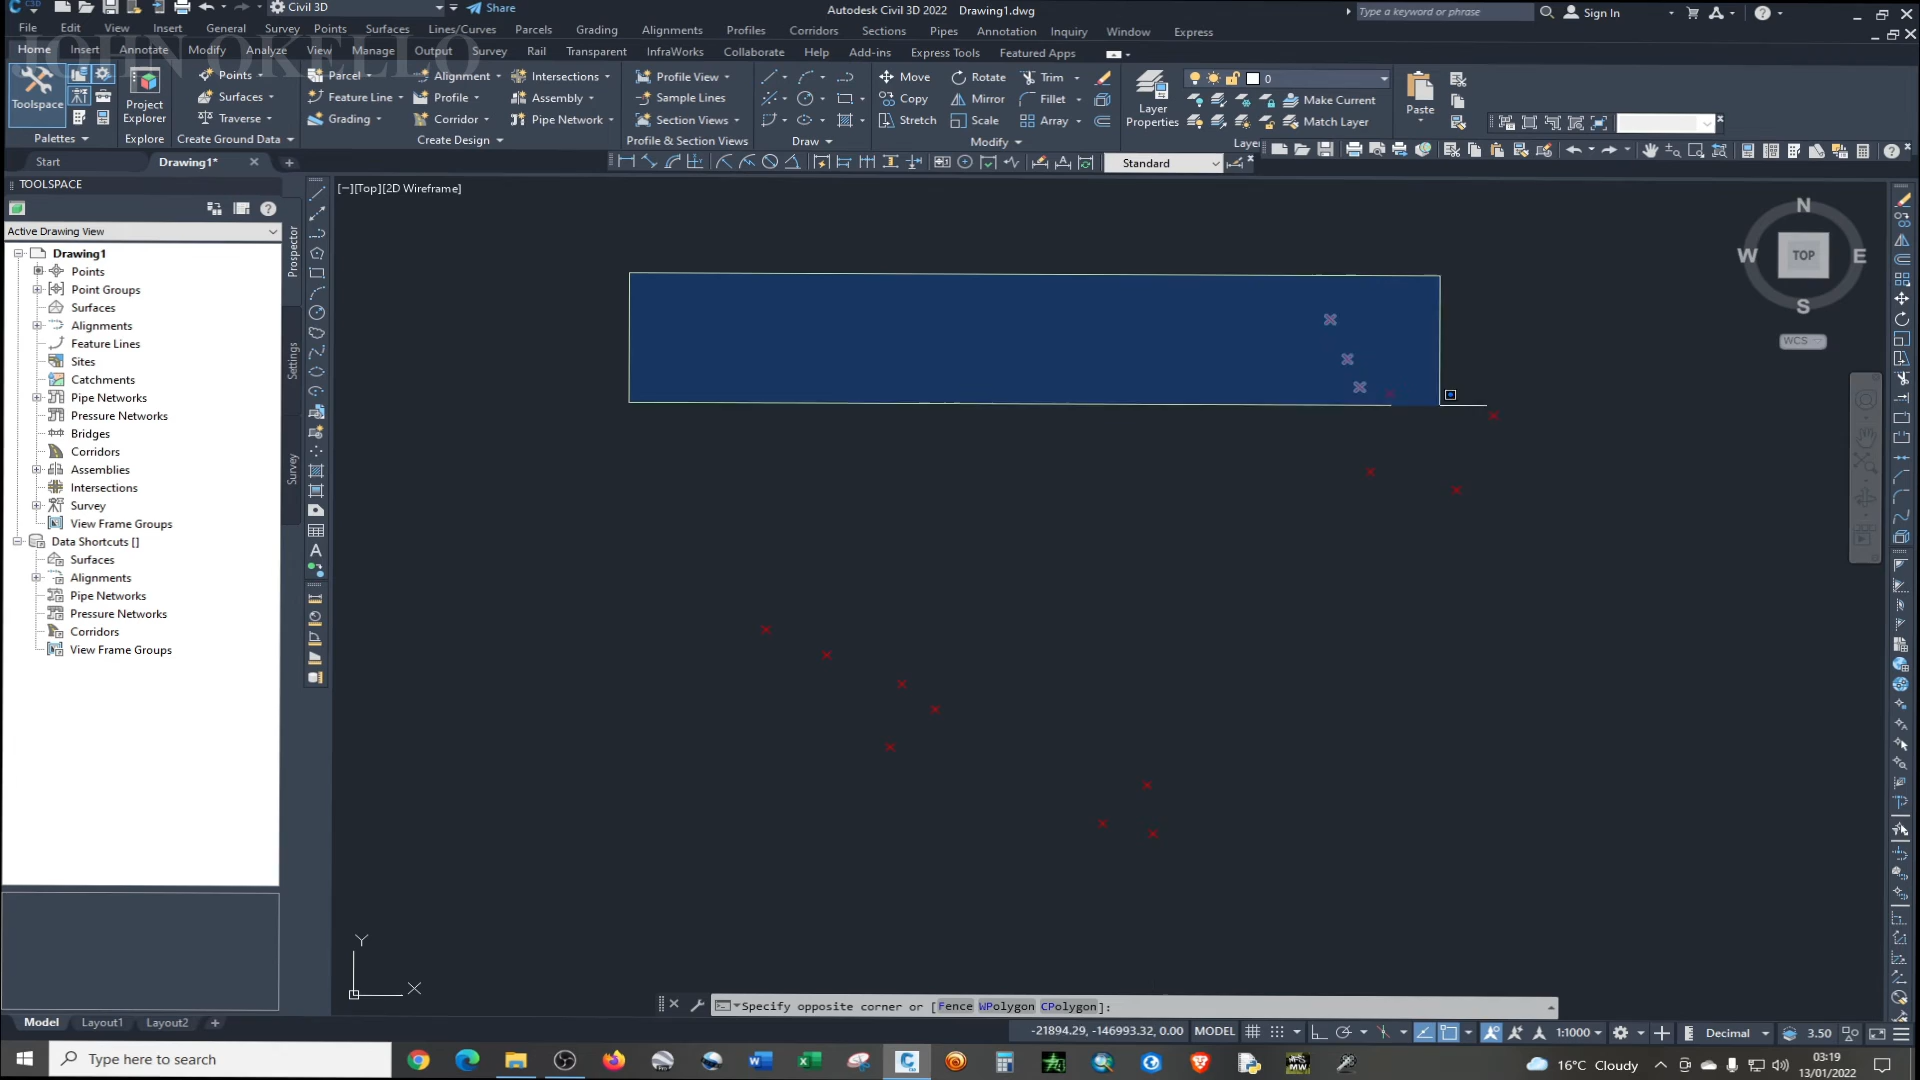 C3D
Civil 3D
Share
Autodesk Civil 3D 2022 Drawing1.dwg
Type a keyword or phrase
Sign In
File Edit View Insert General Survey Points Surfaces Lines/Curves Parcels Grading Alignments Profiles Corridors Sections Pipes Annotation Inquiry Window Express
JOHN OKELLO
Home Insert Annotate Modify Analyze View Manage Output Survey Rail Transparent InfraWorks Collaborate Help Add-ins Express Tools Featured Apps
Toolspace
Palettes
Project
Explorer
Explore
Points
Surfaces
Traverse
Create Ground Data
Parcel
Feature Line
Grading
Alignment
Profile
Corridor
Intersections
Assembly
Pipe Network
Create Design
Profile View
Sample Lines
Section Views
Profile & Section Views
Draw
Move
Copy
Stretch
Rotate
Mirror
Scale
Trim
Fillet
Array
Modify
Layer
Properties
0
Make Current
Match Layer
Layer
Paste
Start
Drawing1*
Standard
TOOLSPACE
Active Drawing View
Drawing1
Points
Point Groups
Surfaces
Alignments
Feature Lines
Sites
Catchments
Pipe Networks
Pressure Networks
Bridges
Corridors
Assemblies
Intersections
Survey
View Frame Groups
Data Shortcuts []
Surfaces
Alignments
Pipe Networks
Pressure Networks
Corridors
View Frame Groups
Prospector
Settings
Survey
[−][Top][2D Wireframe]
N
W TOP E
S
WCS
Y
X
Specify opposite corner or [Fence WPolygon CPolygon]:
Model Layout1 Layout2
-21894.29, -146993.32, 0.00 MODEL 1:1000 Decimal 3.50
Type here to search
16°C Cloudy
03:19
13/01/2022